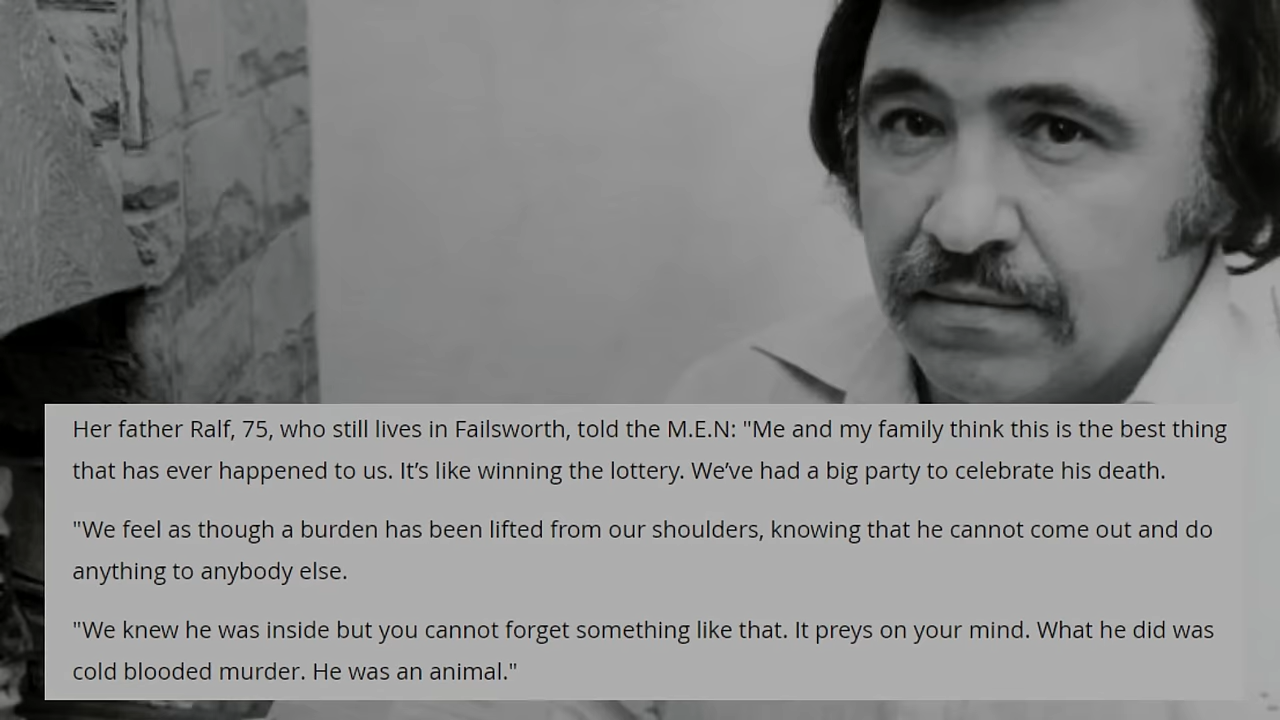 Her father Ralf, 75, who still lives in Failsworth, told the M.E.N: "Me and my family think this is the best thing
that has ever happened to us. It’s like winning the lottery. We’ve had a big party to celebrate his death.
"We feel as though a burden has been lifted from our shoulders, knowing that he cannot come out and do
anything to anybody else.
"We knew he was inside but you cannot forget something like that. It preys on your mind. What he did was
cold blooded murder. He was an animal."